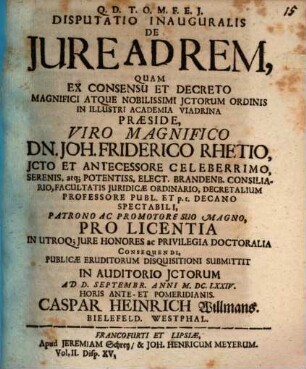 Q. D. T. O. M. F. E. J.
15
DISPUTATIO INAUGURALIS
DE
JURE AD REM,
QUAM
EX CONSENSU ET DECRETO
MAGNIFICI ATQUE NOBILISSIMI JCTORUM ORDINIS
IN ILLUSTRI ACADEMIA VIADRINA
PRÆSIDE,
VIRO MAGNIFICO
DN. JOH. FRIDERICO RHETIO,
JCTO ET ANTECESSORE CELEBERRIMO,
SERENIS. atq; POTENTISS, ELECT. BRANDENB. CONSILIA-
RIO, FACULTATIS JURIDICÆ ORDINARIO, DECRETALIUM
PROFESSORE PUBL. ET p. t. DECANO
SPECTABILI,
PATRONO AC PROMOTORE SUO MAGNO,
PRO LICENTIA
IN UTROQ; JURE HONORES ac PRIVILEGIA DOCTORALIA
CONSEQUENDI,
PUBLICÆ ERUDITORUM DISQUISITIONI SUBMITTIT
IN AUDITORIO JCTORUM
AD D. SEPTEMBR. ANNI M. DC. LXXIV.
HORIS ANTE- ET POMERIDIANIS.
CASPAR HEINRICH Willmans.
BIELEFELD. WESTPHAL.
FRANCOFURTI ET LIPSIÆ,
Apud JEREMIAM Schrey, & JOH. HENRICUM MEYERUM.
Vol, II. Disp. XV,